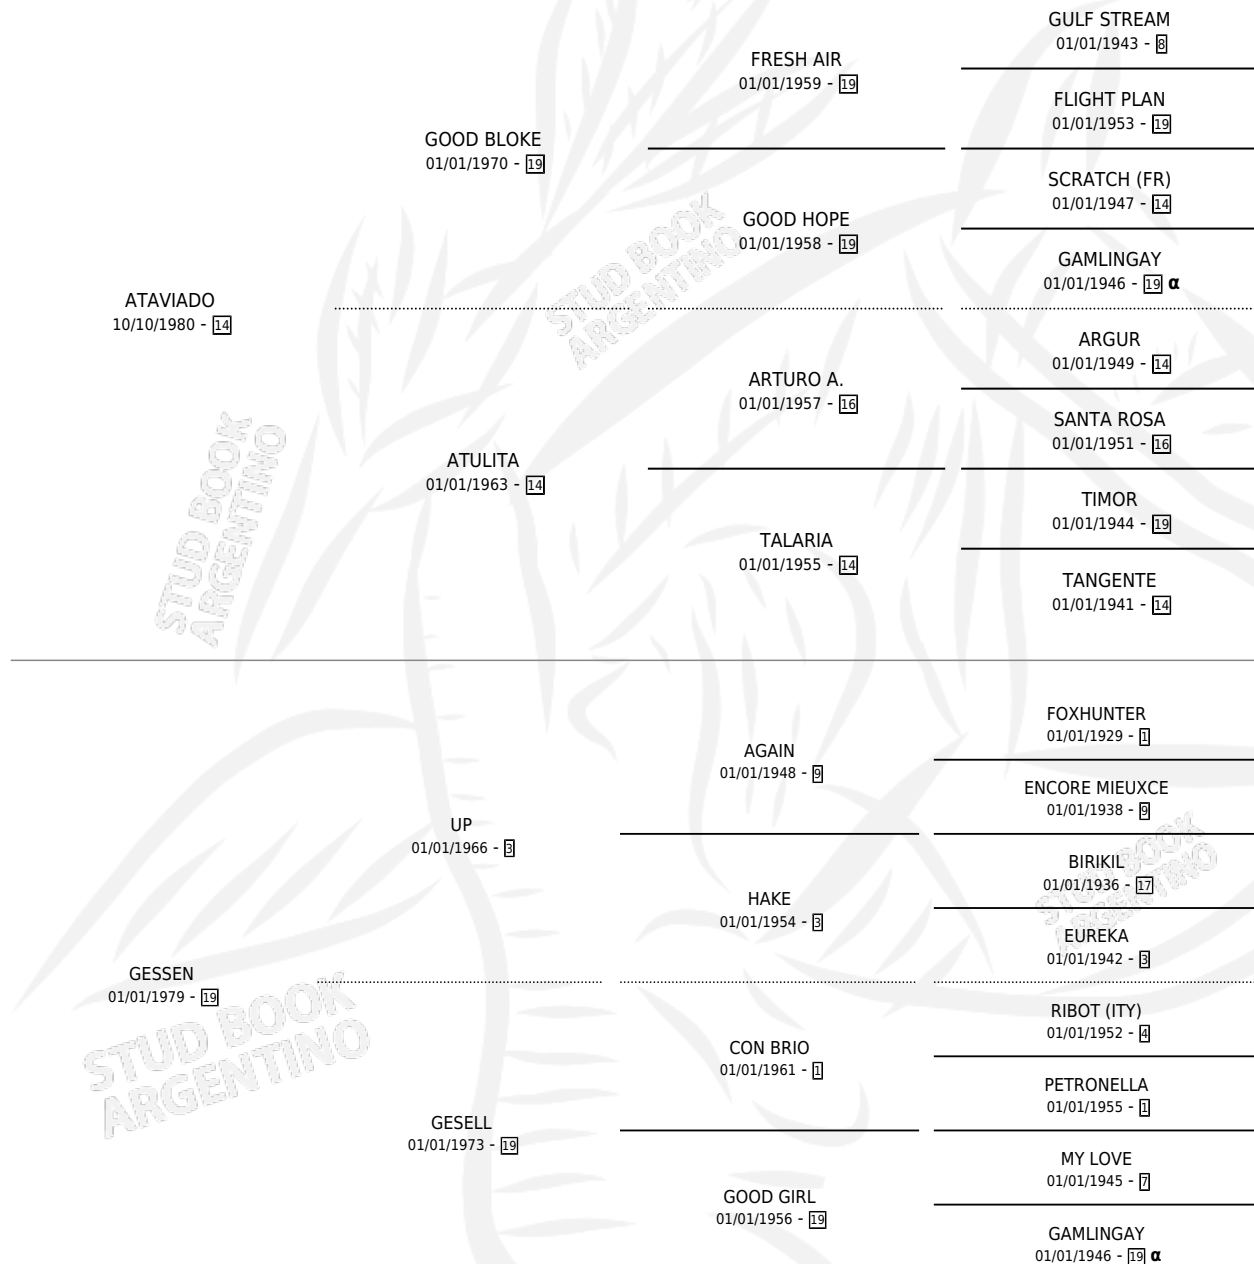 GULF STREAM
01/01/1943 - 8
FRESH AIR
01/01/1959 - 19
FLIGHT PLAN
01/01/1953 - 19
GOOD BLOKE
01/01/1970 - 19
SCRATCH (FR)
01/01/1947 - 14
GOOD HOPE
01/01/1958 - 19
GAMLINGAY
01/01/1946 - 19 α
ATAVIADO
10/10/1980 - 14
ARGUR
01/01/1949 - 14
ARTURO A.
01/01/1957 - 16
SANTA ROSA
01/01/1951 - 16
ATULITA
01/01/1963 - 14
TIMOR
01/01/1944 - 19
TALARIA
01/01/1955 - 14
TANGENTE
01/01/1941 - 14
FOXHUNTER
01/01/1929 - 1
AGAIN
01/01/1948 - 9
ENCORE MIEUXCE
01/01/1938 - 9
UP
01/01/1966 - 3
BIRIKIL
01/01/1936 - 17
HAKE
01/01/1954 - 3
EUREKA
01/01/1942 - 3
GESSEN
01/01/1979 - 19
RIBOT (ITY)
01/01/1952 - 4
CON BRIO
01/01/1961 - 1
PETRONELLA
01/01/1955 - 1
GESELL
01/01/1973 - 19
MY LOVE
01/01/1945 - 7
GOOD GIRL
01/01/1956 - 19
GAMLINGAY
01/01/1946 - 19 α
STUD BOOK
ARGENTINO
STUD BOOK
ARGENTINO
STUD BOOK
ARGENTINO
STUD BOOK
ARGENTINO